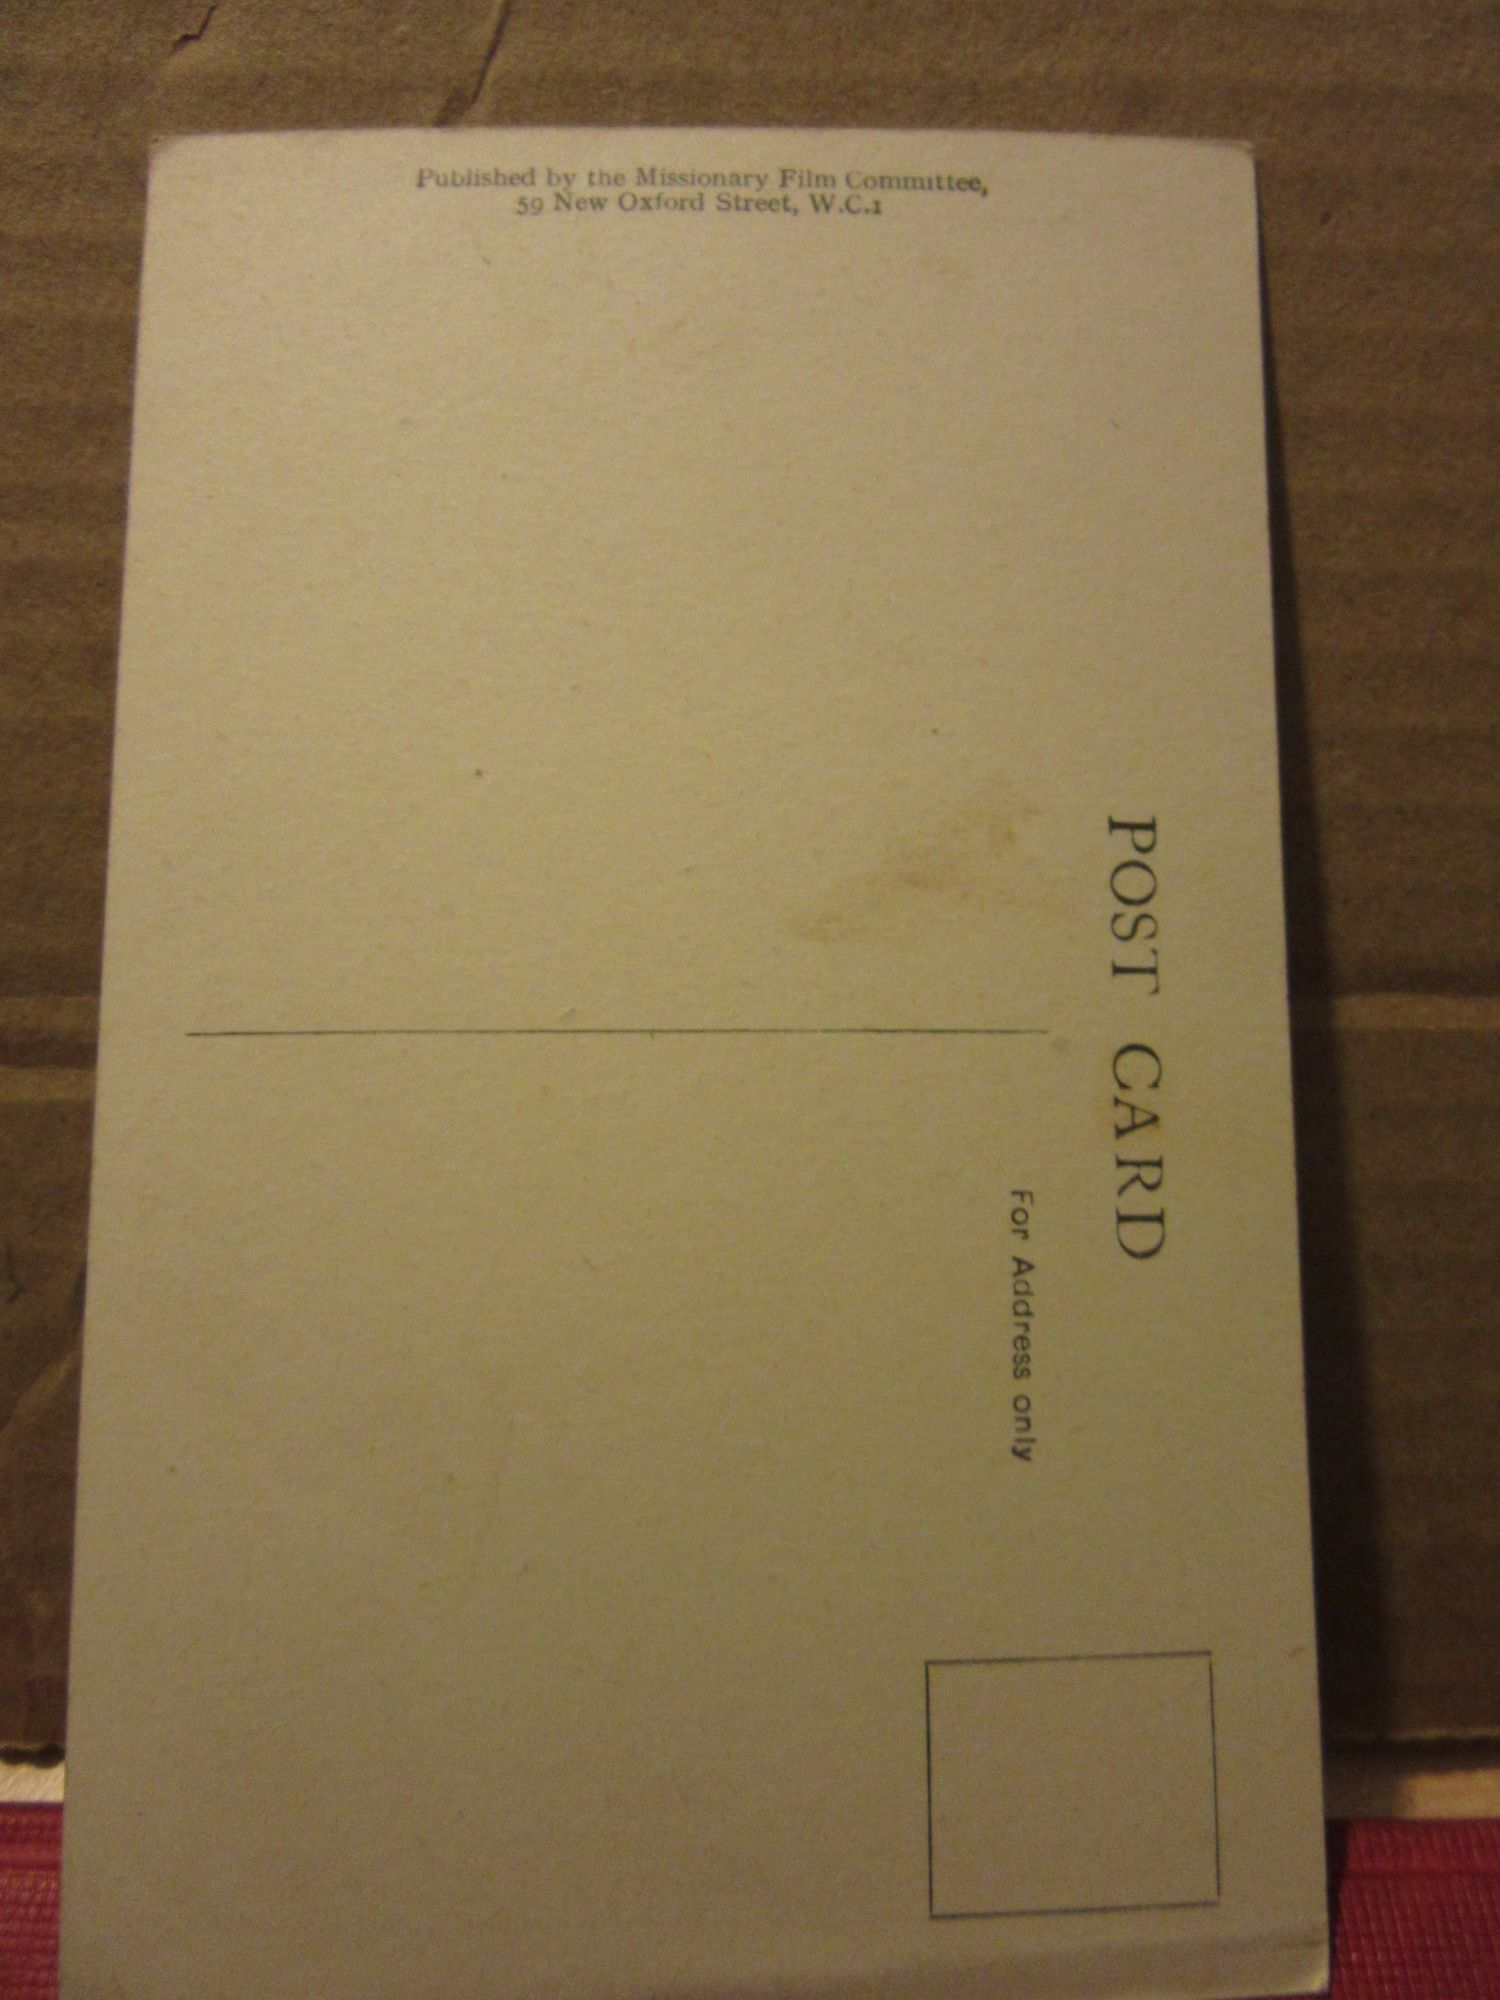 Published by the Missionary Film Committee,
59 New Oxford Street, W.C.1
POST CARD
For Address only